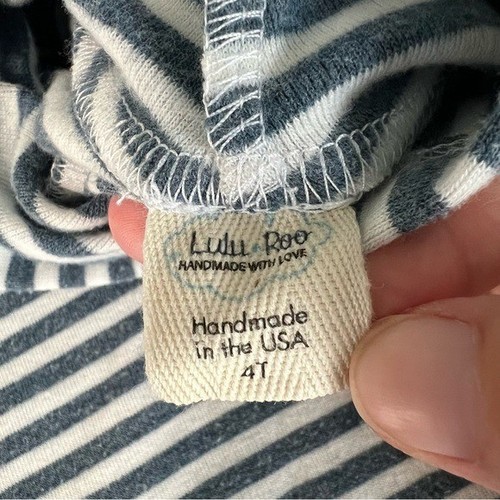 Lulu & Roo
HANDMADE WITH LOVE
Handmade
in the USA
4T